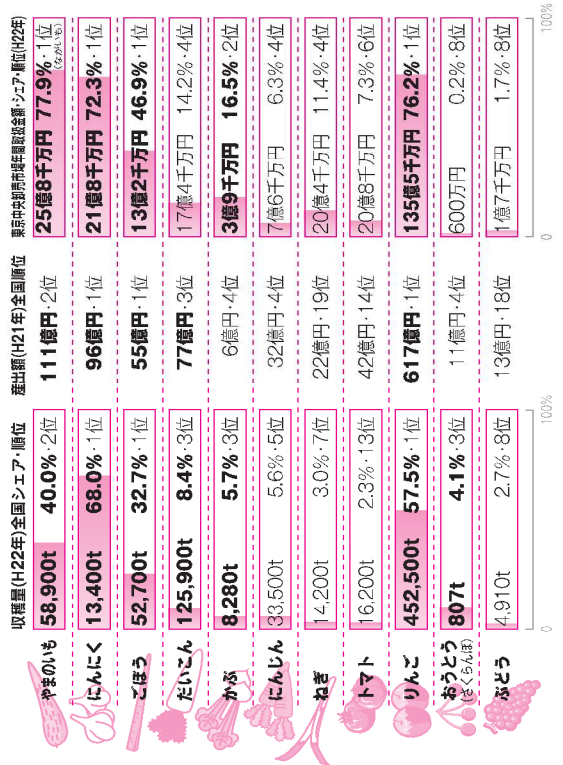 収穫量(H22年)全国シェア・順位
産出額(H21年)全国順位
東京中央卸売市場年間取扱金額・シェア・順位(H22年)
やまのいも
58,900t 40.0%・2位
111億円・2位
25億8千万円 77.9%・1位
(ながいも)
にんにく
13,400t 68.0%・1位
96億円・1位
21億8千万円 72.3%・1位
ごぼう
52,700t 32.7%・1位
55億円・1位
13億2千万円 46.9%・1位
だいこん
125,900t 8.4%・3位
77億円・3位
17億4千万円 14.2%・4位
かぶ
8,280t 5.7%・3位
6億円・4位
3億9千万円 16.5%・2位
にんじん
33,500t 5.6%・5位
32億円・4位
7億6千万円 6.3%・4位
ねぎ
14,200t 3.0%・7位
22億円・19位
20億4千万円 11.4%・4位
トマト
16,200t 2.3%・13位
42億円・14位
20億8千万円 7.3%・6位
りんご
452,500t 57.5%・1位
617億円・1位
135億5千万円 76.2%・1位
おうとう
(さくらんぼ)
807t 4.1%・3位
11億円・4位
600万円 0.2%・8位
ぶどう
4,910t 2.7%・8位
13億円・18位
1億7千万円 1.7%・8位
0 100%
0 100%